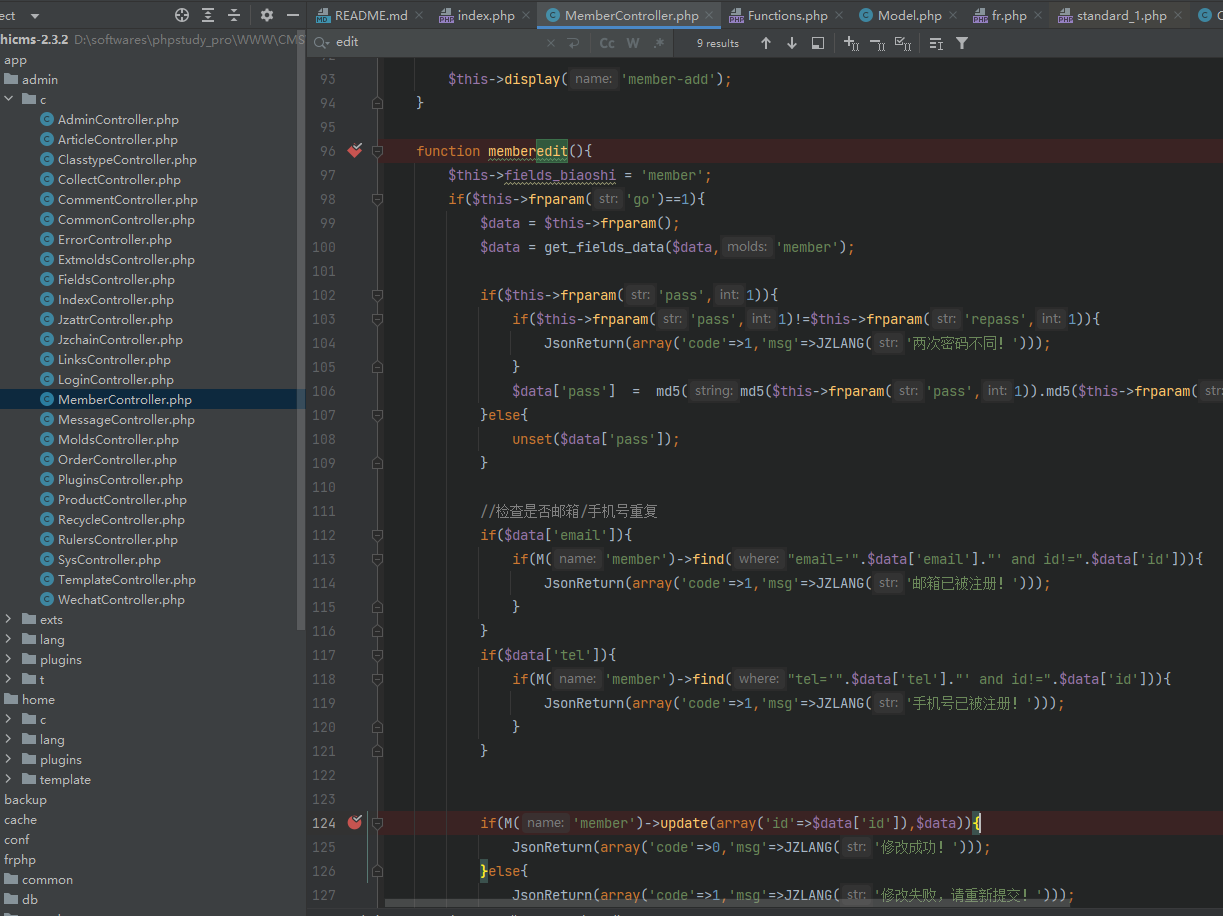 ect
README.md
index.php
MemberController.php
Functions.php
Model.php
fr.php
standard_1.php
hicms-2.3.2 D:\softwares\phpstudy_pro\WWW\CMS
edit
Cc W .*
9 results
app
admin
c
AdminController.php
ArticleController.php
ClasstypeController.php
CollectController.php
CommentController.php
CommonController.php
ErrorController.php
ExtmoldsController.php
FieldsController.php
IndexController.php
JzattrController.php
JzchainController.php
LinksController.php
LoginController.php
MemberController.php
MessageController.php
MoldsController.php
OrderController.php
PluginsController.php
ProductController.php
RecycleController.php
RulersController.php
SysController.php
TemplateController.php
WechatController.php
exts
lang
plugins
t
home
c
lang
plugins
template
backup
cache
conf
frphp
common
db
93 $this->display( name: 'member-add');
94 }
95
96 function memberedit(){
97 $this->fields_biaoshi = 'member';
98 if($this->frparam( str: 'go')==1){
99 $data = $this->frparam();
100 $data = get_fields_data($data, molds: 'member');
101
102 if($this->frparam( str: 'pass', int: 1)){
103 if($this->frparam( str: 'pass', int: 1)!=$this->frparam( str: 'repass', int: 1)){
104 JsonReturn(array('code'=>1,'msg'=>JZLANG( str: '两次密码不同！')));
105 }
106 $data['pass'] = md5( string: md5($this->frparam( str: 'pass', int: 1)).md5($this->frparam( str:
107 }else{
108 unset($data['pass']);
109 }
110
111 //检查是否邮箱/手机号重复
112 if($data['email']){
113 if(M( name: 'member')->find( where: "email='".$data['email']."' and id!=".$data['id'])){
114 JsonReturn(array('code'=>1,'msg'=>JZLANG( str: '邮箱已被注册！')));
115 }
116 }
117 if($data['tel']){
118 if(M( name: 'member')->find( where: "tel='".$data['tel']."' and id!=".$data['id'])){
119 JsonReturn(array('code'=>1,'msg'=>JZLANG( str: '手机号已被注册！')));
120 }
121 }
122
123
124 if(M( name: 'member')->update(array('id'=>$data['id']),$data)){
125 JsonReturn(array('code'=>0,'msg'=>JZLANG( str: '修改成功！')));
126 }else{
127 JsonReturn(array('code'=>1,'msg'=>JZLANG( str: '修改失败，请重新提交！')));